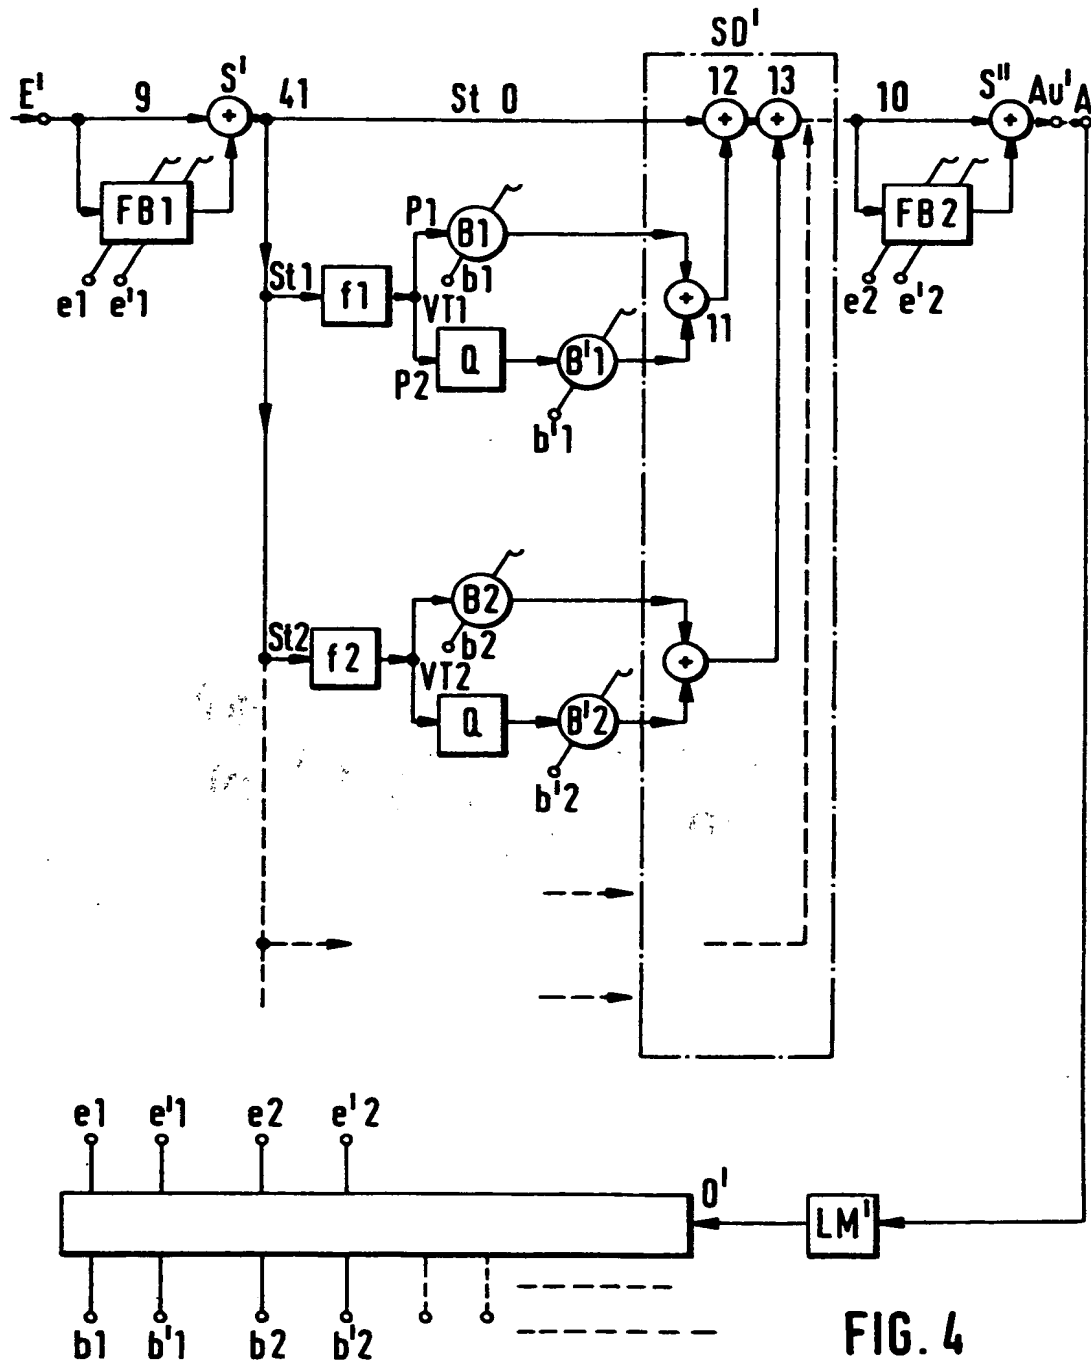 SD'
E' 9 S' 41 St 0 12 13 10 S" Au' A
+ + + +
FB1 FB2
P1 B1
e1 e'1 St1 f1 b1 e2 e'2
VT1 + 11
P2 Q B'1
b'1
B2
St2 f2 b2
VT2 +
Q B'2
b'2
e1 e'1 e2 e'2
O' LM'
b1 b'1 b2 b'2
FIG. 4